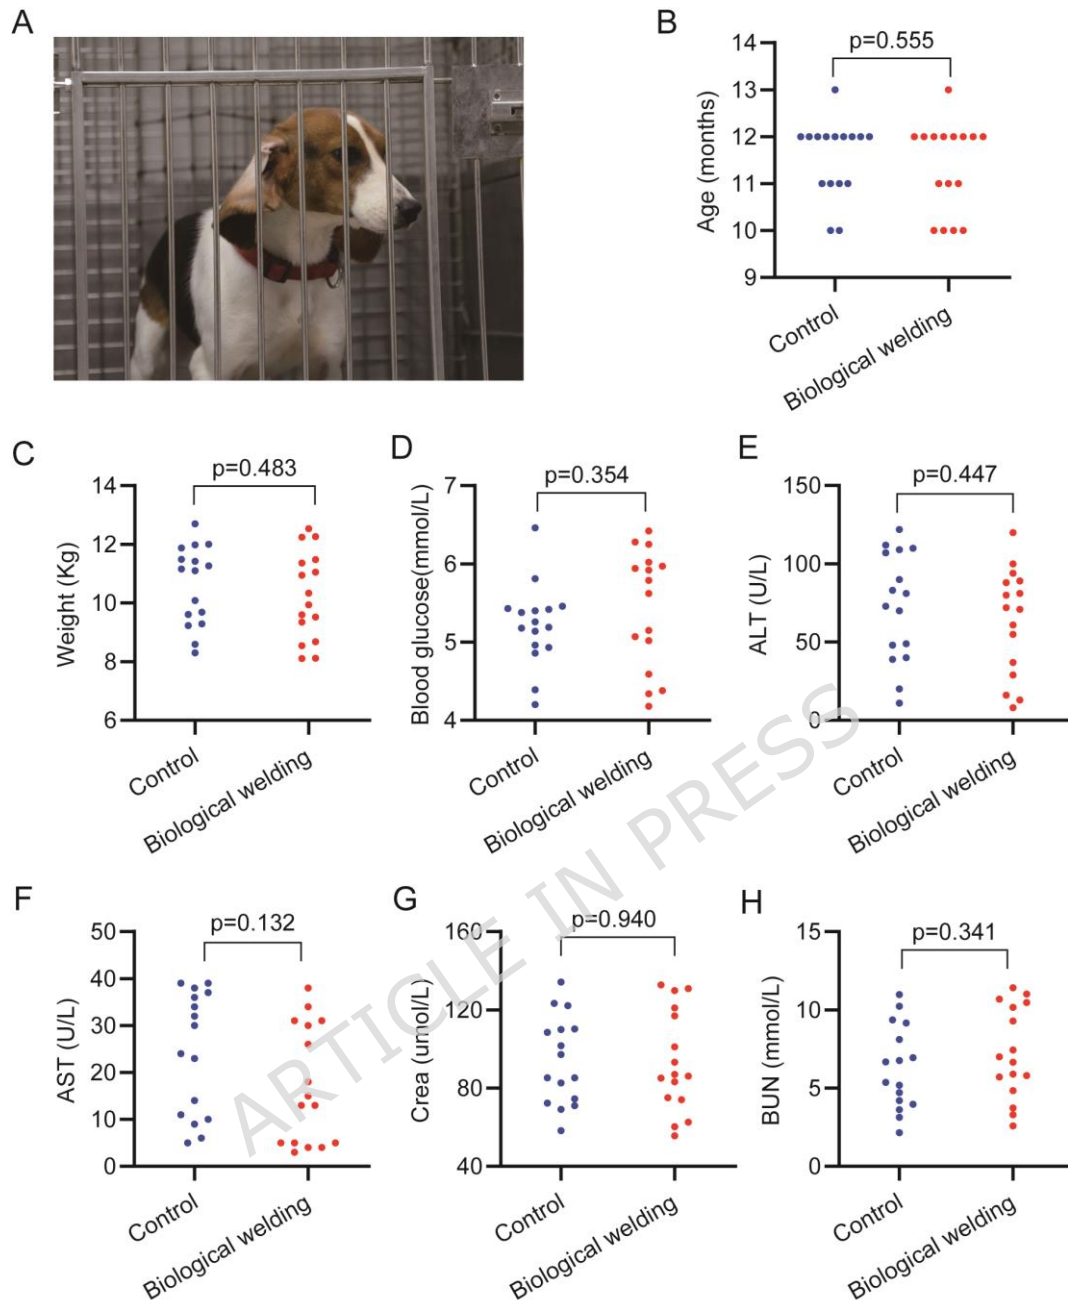 A
B
p=0.555
14
13
12
11
10
9
Age (months)
Control
Biological welding
C
p=0.483
14
12
10
8
6
Weight (Kg)
Control
Biological welding
D
p=0.354
7
6
5
4
Blood glucose(mmol/L)
Control
Biological welding
E
p=0.447
150
100
50
0
ALT (U/L)
Control
Biological welding
F
p=0.132
50
40
30
20
10
0
AST (U/L)
Control
Biological welding
G
p=0.940
160
120
80
40
Crea (umol/L)
Control
Biological welding
H
p=0.341
15
10
5
0
BUN (mmol/L)
Control
Biological welding
ARTICLE IN PRESS